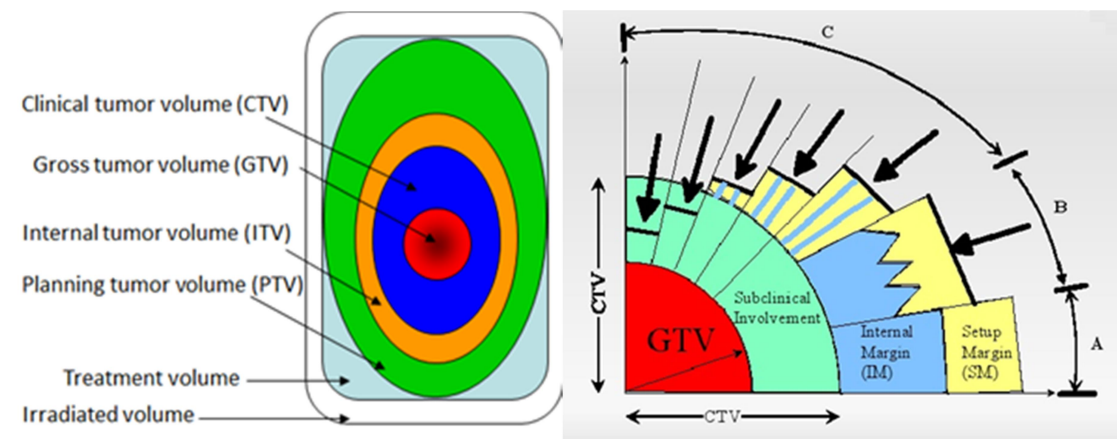 Clinical tumor volume (CTV)
Gross tumor volume (GTV)
Internal tumor volume (ITV)
Planning tumor volume (PTV)
Treatment volume
Irradiated volume
C
B
A
CTV
GTV
Subclinical
Involvement
Internal
Margin
(IM)
Setup
Margin
(SM)
CTV